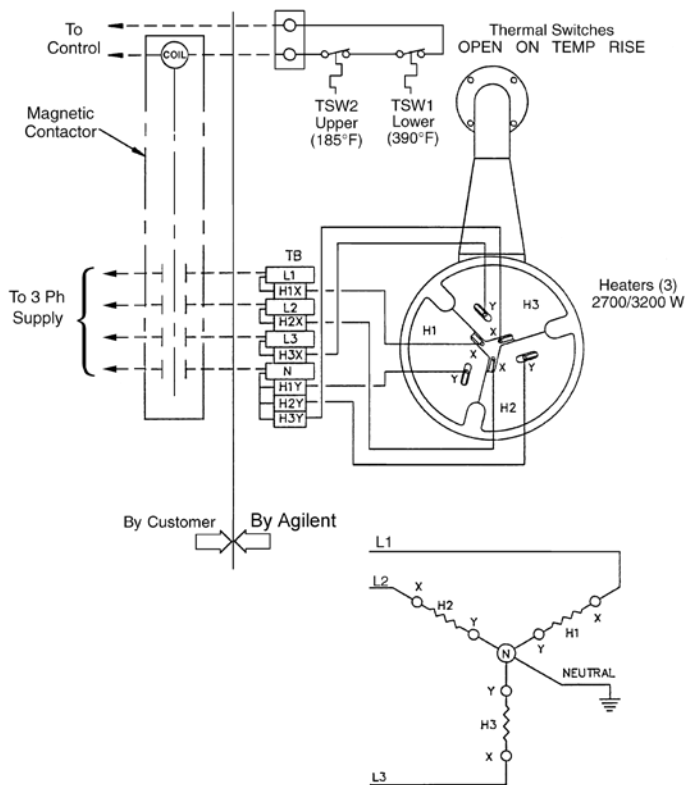 To
Control
COIL
Magnetic
Contactor
Thermal Switches
OPEN ON TEMP RISE
TSW2
Upper
(185°F)
TSW1
Lower
(390°F)
To 3 Ph
Supply
TB
L1
H1X
L2
H2X
L3
H3X
N
H1Y
H2Y
H3Y
Heaters (3)
2700/3200 W
Y
H3
H1
X
X
X
Y
Y
H2
By Customer
By Agilent
L1
L2
X
H2
Y
X
H1
Y
N
NEUTRAL
Y
H3
X
L3